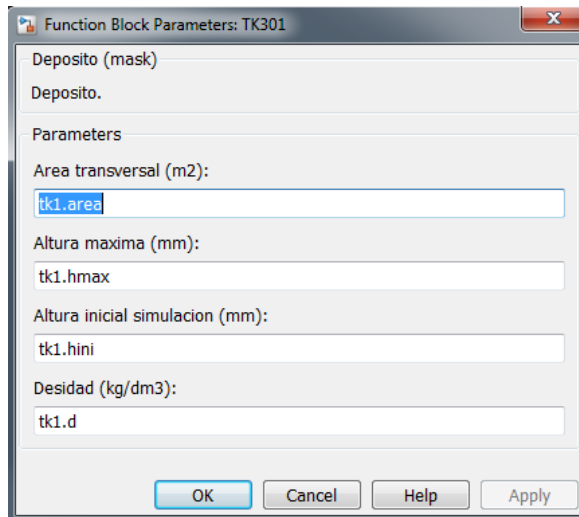 Function Block Parameters: TK301
Deposito (mask)
Deposito.
Parameters
Area transversal (m2):
tk1.area
Altura maxima (mm):
tk1.hmax
Altura inicial simulacion (mm):
tk1.hini
Desidad (kg/dm3):
tk1.d
OK Cancel Help Apply